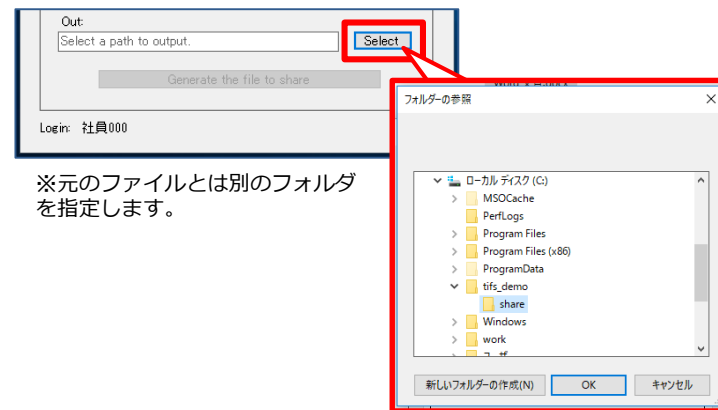 Out:
Select a path to output.
Select
Generate the file to share
Login: 社員000
※元のファイルとは別のフォルダ
を指定します。
フォルダーの参照
ローカル ディスク (C:)
MSOCache
PerfLogs
Program Files
Program Files (x86)
ProgramData
tifs_demo
share
Windows
work
新しいフォルダーの作成(N)
OK
キャンセル